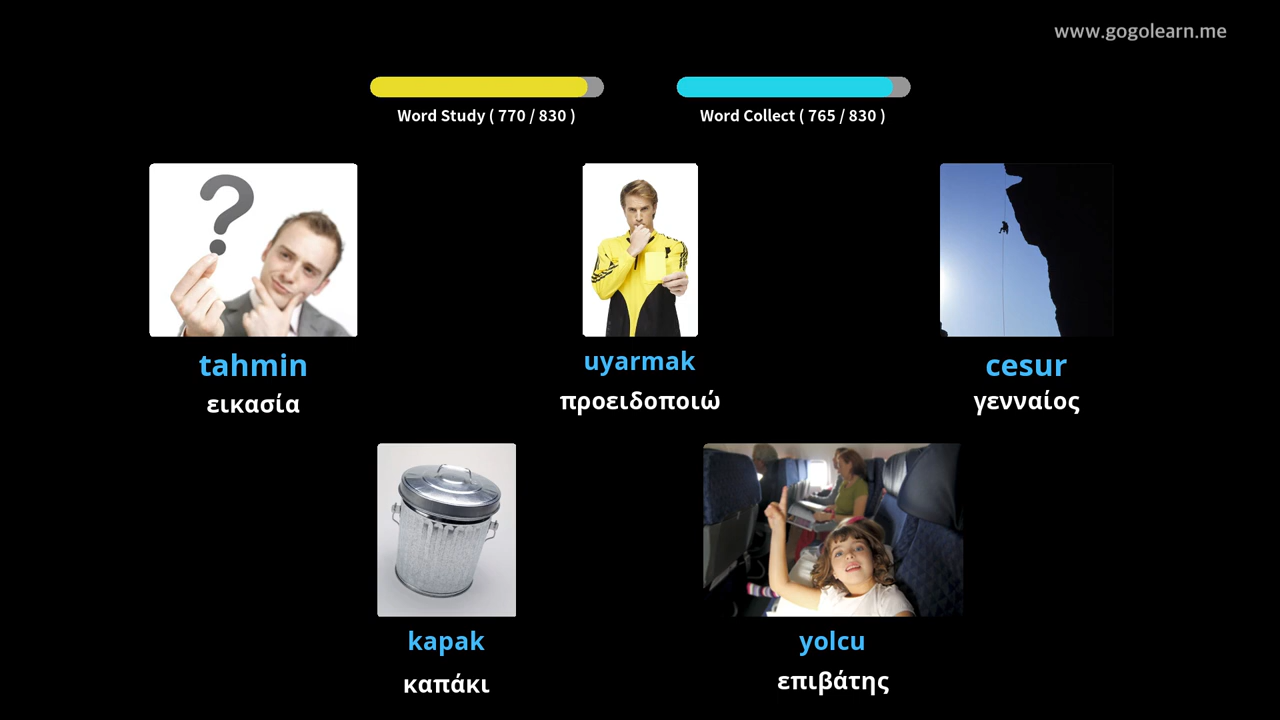 www.gogolearn.me
Word Study ( 770 / 830 )
Word Collect ( 765 / 830 )
tahmin
εικασία
uyarmak
προειδοποιώ
cesur
γενναίος
kapak
καπάκι
yolcu
επιβάτης